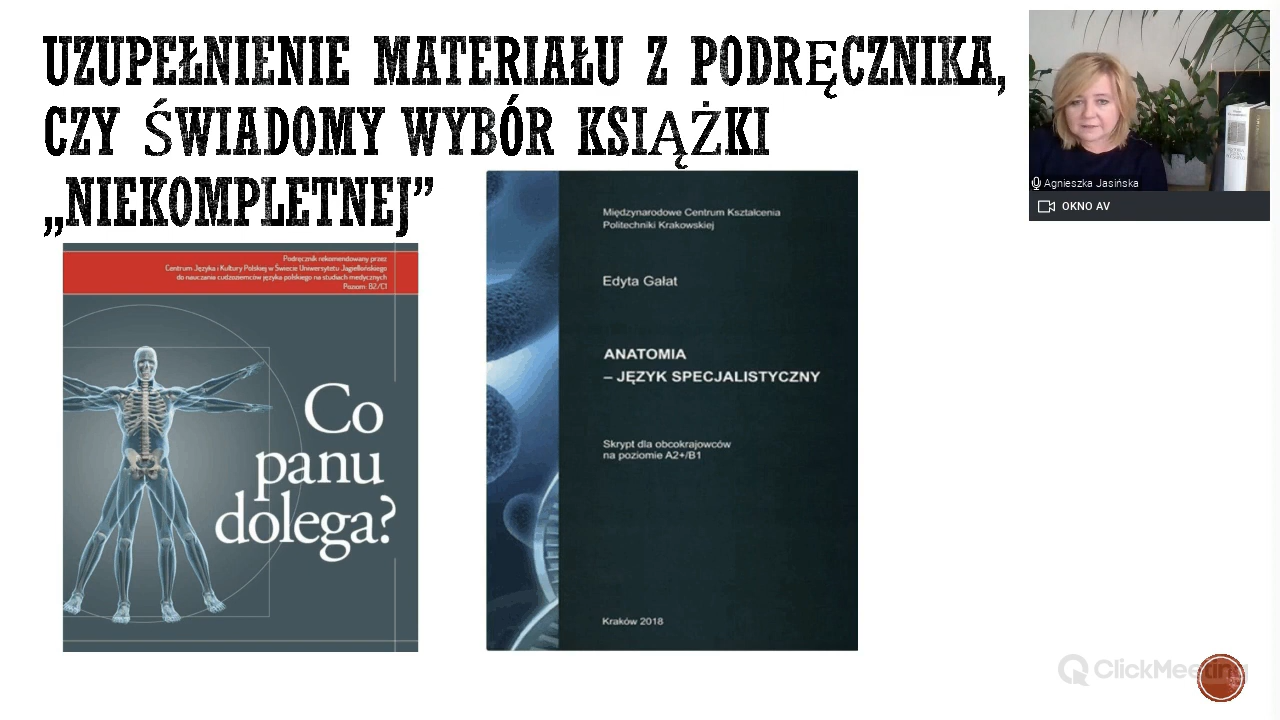 UZUPEŁNIENIE MATERIAŁU Z PODRĘCZNIKA,
CZY ŚWIADOMY WYBÓR KSIĄŻKI
„NIEKOMPLETNEJ”
Podręcznik rekomendowany przez
Centrum Języka i Kultury Polskiej w Świecie Uniwersytetu Jagiellońskiego
do nauczania cudzoziemców języka polskiego na studiach medycznych
Poziom: B2/C1
Co
panu
dolega?
Międzynarodowe Centrum Kształcenia
Politechniki Krakowskiej
Edyta Gałat
ANATOMIA
– JĘZYK SPECJALISTYCZNY
Skrypt dla obcokrajowców
na poziomie A2+/B1
Kraków 2018
Agnieszka Jasińska
OKNO AV
ClickMeeting